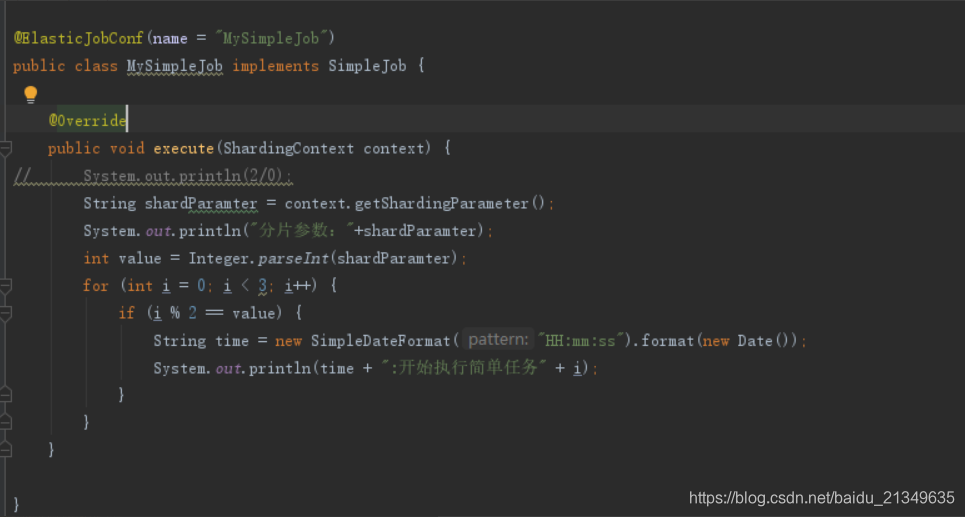 @ElasticJobConf(name = "MySimpleJob")
public class MySimpleJob implements SimpleJob {
@Override
public void execute(ShardingContext context) {
//      System.out.println(2/0);
String shardParamter = context.getShardingParameter();
System.out.println("分片参数："+shardParamter);
int value = Integer.parseInt(shardParamter);
for (int i = 0; i < 3; i++) {
if (i % 2 == value) {
String time = new SimpleDateFormat( pattern: "HH:mm:ss").format(new Date());
System.out.println(time + ":开始执行简单任务" + i);
}
}
}
}
https://blog.csdn.net/baidu_21349635